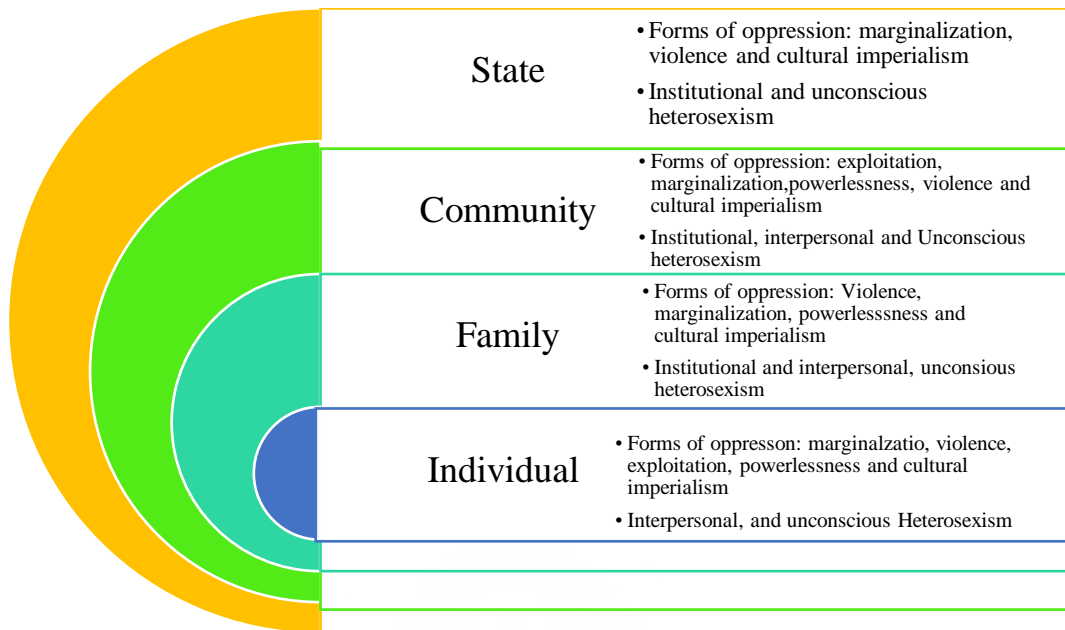 State
• Forms of oppression: marginalization,
violence and cultural imperialism
• Institutional and unconscious
heterosexism
Community
• Forms of oppression: exploitation,
marginalization,powerlessness, violence and
cultural imperialism
• Institutional, interpersonal and Unconscious
heterosexism
Family
• Forms of oppression: Violence,
marginalization, powerlesssness and
cultural imperialism
• Institutional and interpersonal, unconsious
heterosexism
Individual
• Forms of oppresson: marginalzatio, violence,
exploitation, powerlessness and cultural
imperialism
• Interpersonal, and unconscious Heterosexism